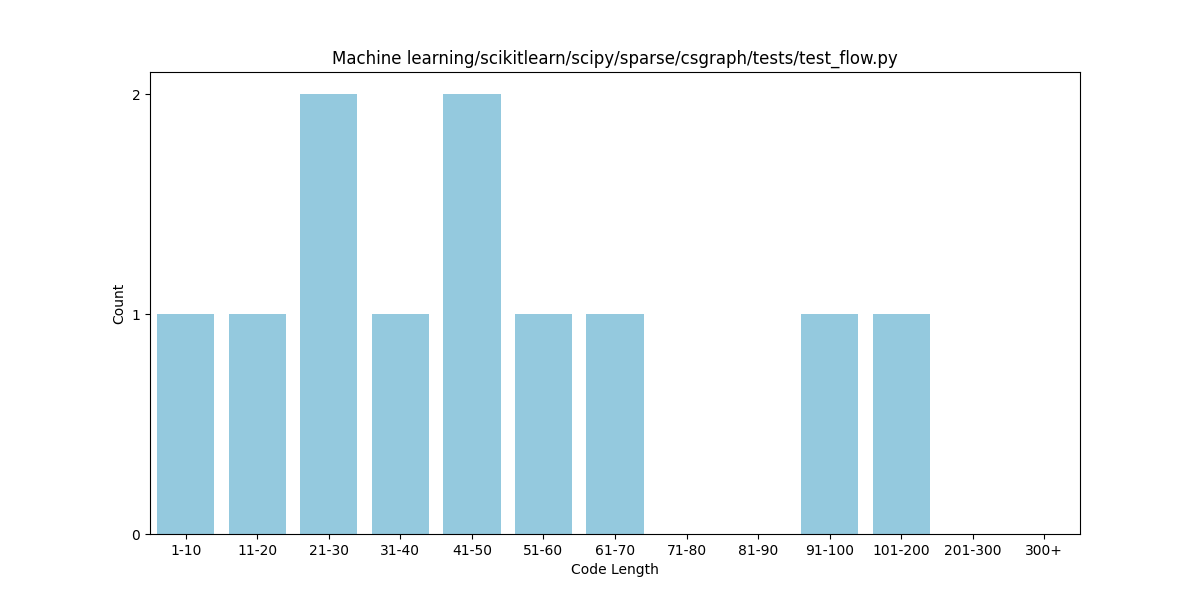 Machine learning/scikitlearn/scipy/sparse/csgraph/tests/test_flow.py
2
1
0
Count
1-10 11-20 21-30 31-40 41-50 51-60 61-70 71-80 81-90 91-100 101-200 201-300 300+
Code Length